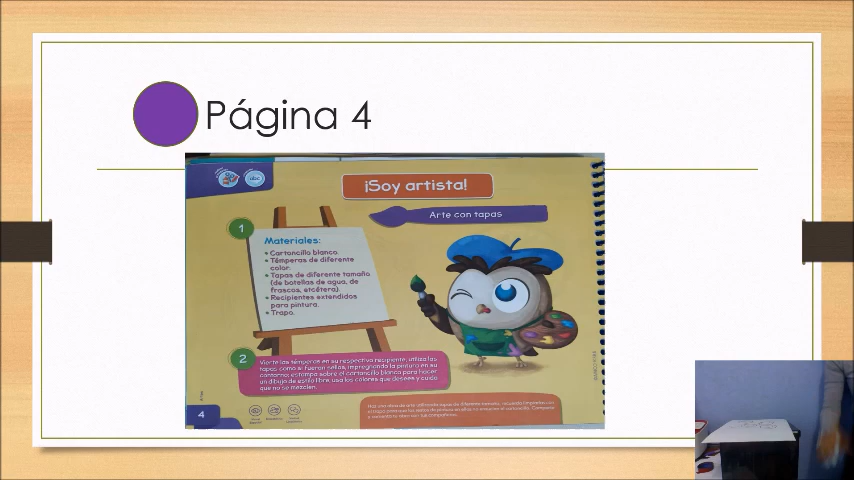 Página 4
abc
¡Soy artista!
Arte con tapas
1
Materiales:
• Cartoncillo blanco.
• Témperas de diferente
color.
• Tapas de diferente tamaño
(de botellas de agua, de
frascos, etcétera).
• Recipientes extendidos
para pintura.
• Trapo.
2
Vierte las témperas en su respectivo recipiente; utiliza las
tapas como si fueran sellos, impregnando la pintura en su
contorno; estampa sobre el cartoncillo blanco para hacer
un dibujo de estilo libre, usa los colores que desees y cuida
que no se mezclen.
4